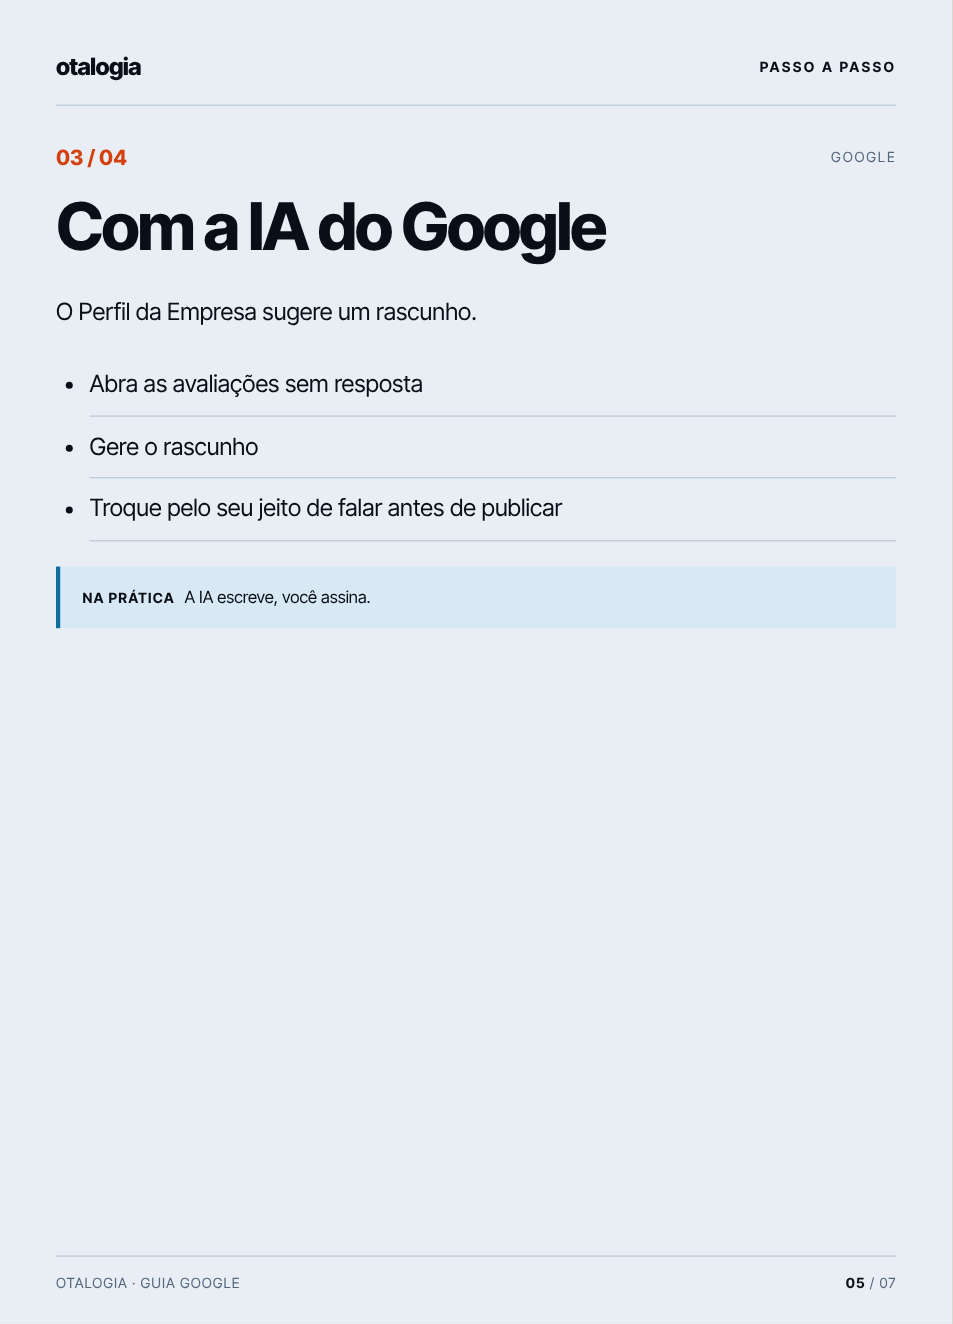 otalogia
PASSO A PASSO
03 / 04
GOOGLE
Com a IA do Google
O Perfil da Empresa sugere um rascunho.
• Abra as avaliações sem resposta
• Gere o rascunho
• Troque pelo seu jeito de falar antes de publicar
NA PRÁTICA A IA escreve, você assina.
OTALOGIA · GUIA GOOGLE
05 / 07